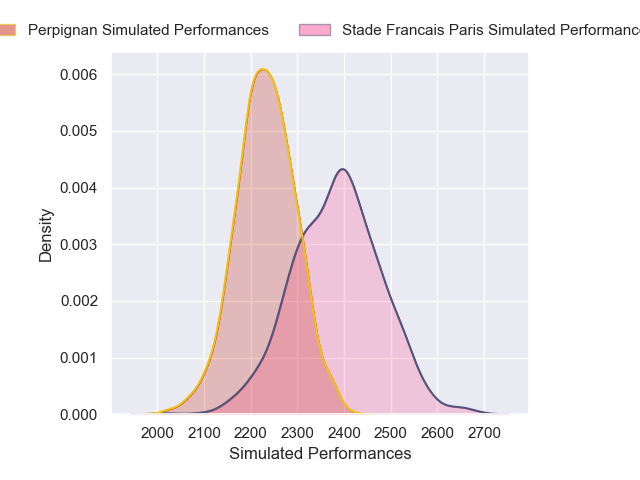 Perpignan Simulated Performances
Stade Francais Paris Simulated Performanc
0.006
0.005
0.004
0.003
0.002
0.001
0.000
Density
2000 2100 2200 2300 2400 2500 2600 2700
Simulated Performances